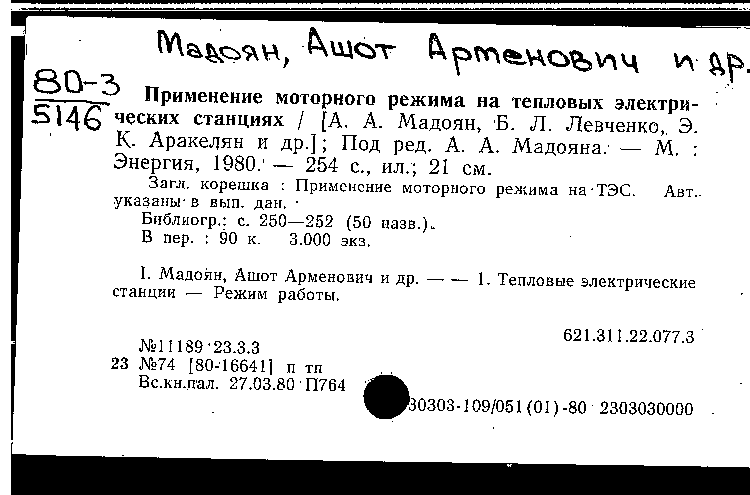 Мадоян, Ашот Арменович и др.
80-3
5146
Применение моторного режима на тепловых электри-
ческих станциях / [А. А. Мадоян, Б. Л. Левченко, Э.
К. Аракелян и др.]; Под ред. А. А. Мадояна. — М. :
Энергия, 1980. — 254 с., ил.; 21 см.
Загл. корешка : Применение моторного режима на ТЭС. Авт.
указаны в вып. дан.
Библиогр.: с. 250—252 (50 назв.).
В пер. : 90 к. 3.000 экз.
I. Мадоян, Ашот Арменович и др. — — 1. Тепловые электрические
станции — Режим работы.
621.311.22.077.3
№11189 23.3.3
23 №74 [80-16641] п тп
Вс.кн.пал. 27.03.80 П764
30303-109/051(01)-80 2303030000